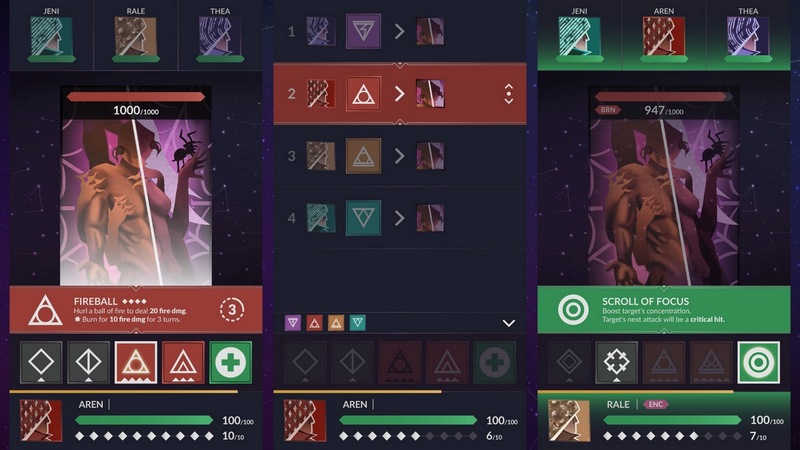 JENI
RALE
THEA
1000/1000
FIREBALL
Hurl a ball of fire to deal 20 fire dmg.
Burn for 10 fire dmg for 3 turns.
3
AREN
100/100
10/10
1
2
3
4
AREN
100/100
6/10
JENI
AREN
THEA
BRN
947/1000
SCROLL OF FOCUS
Boost target's concentration.
Target's next attack will be a critical hit.
RALE
ENC
100/100
7/10